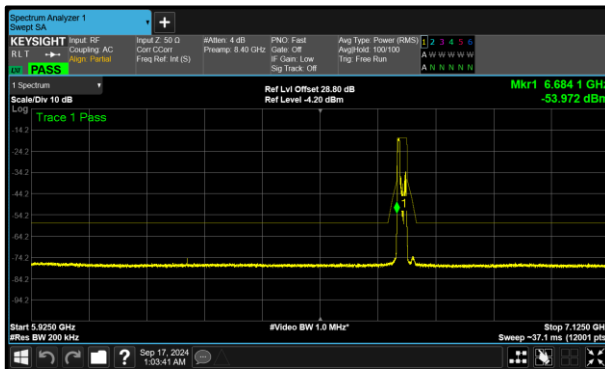 Spectrum Analyzer 1
Swept SA
+
KEYSIGHT Input: RF
RLT Coupling: AC
Align: Partial
PASS
Input Z: 50 Ω
Corr CCorr
Freq Ref: Int (S)
#Atten: 4 dB
Preamp: 8.40 GHz
PNO: Fast
Gate: Off
IF Gain: Low
Sig Track: Off
Avg Type: Power (RMS)
Avg|Hold: 100/100
Trig: Free Run
1 2 3 4 5 6
A W W W W W
A N N N N N
1 Spectrum
Scale/Div 10 dB
Ref Lvl Offset 28.80 dB
Ref Level -4.20 dBm
Mkr1 6.684 1 GHz
-53.972 dBm
Log
Trace 1 Pass
-14.2
-24.2
-34.2
-44.2
-54.2
-64.2
-74.2
-84.2
-94.2
1
Start 5.9250 GHz
#Res BW 200 kHz
#Video BW 1.0 MHz*
Stop 7.1250 GHz
Sweep ~37.1 ms (12001 pts)
?
Sep 17, 2024
1:03:41 AM